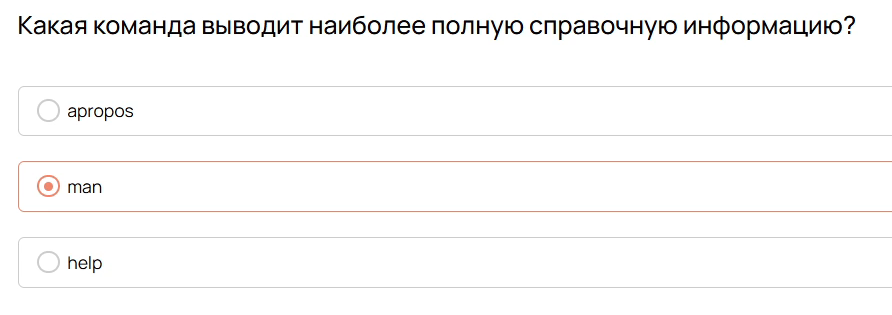 Какая команда выводит наиболее полную справочную информацию?
apropos
man
help